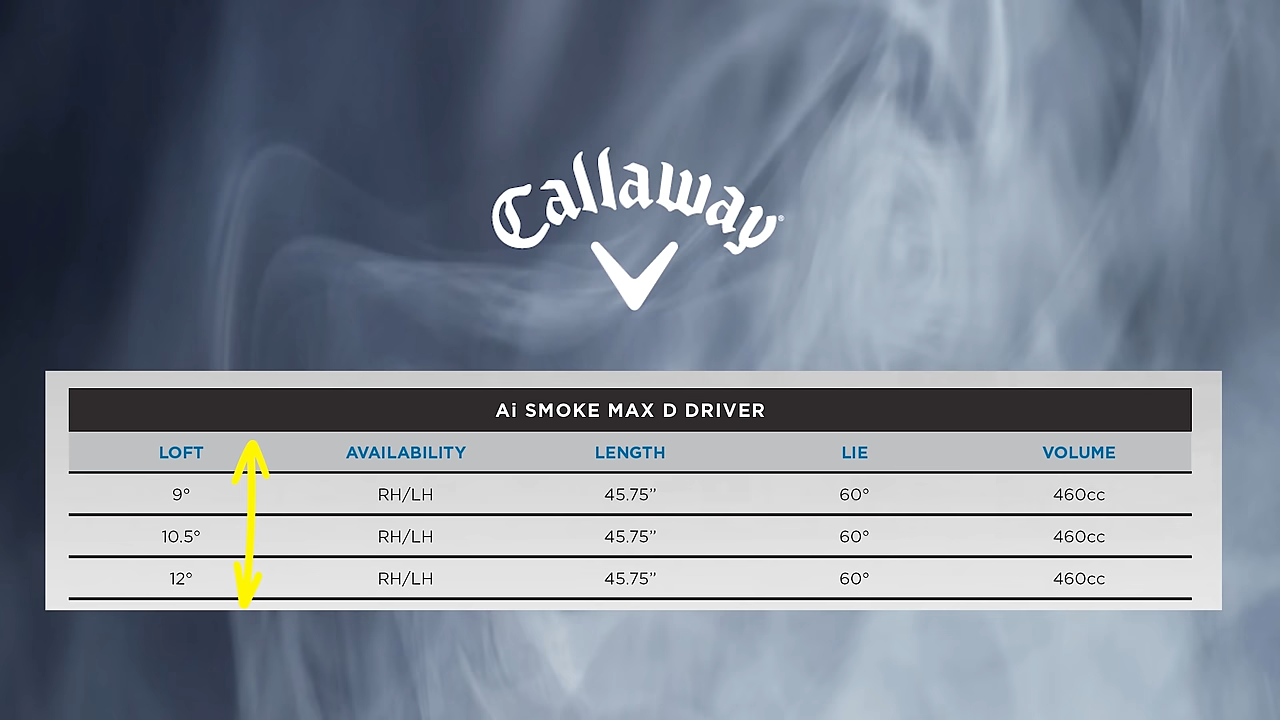 Callaway®
Ai SMOKE MAX D DRIVER
LOFT AVAILABILITY LENGTH LIE VOLUME
9° RH/LH 45.75” 60° 460cc
10.5° RH/LH 45.75” 60° 460cc
12° RH/LH 45.75” 60° 460cc